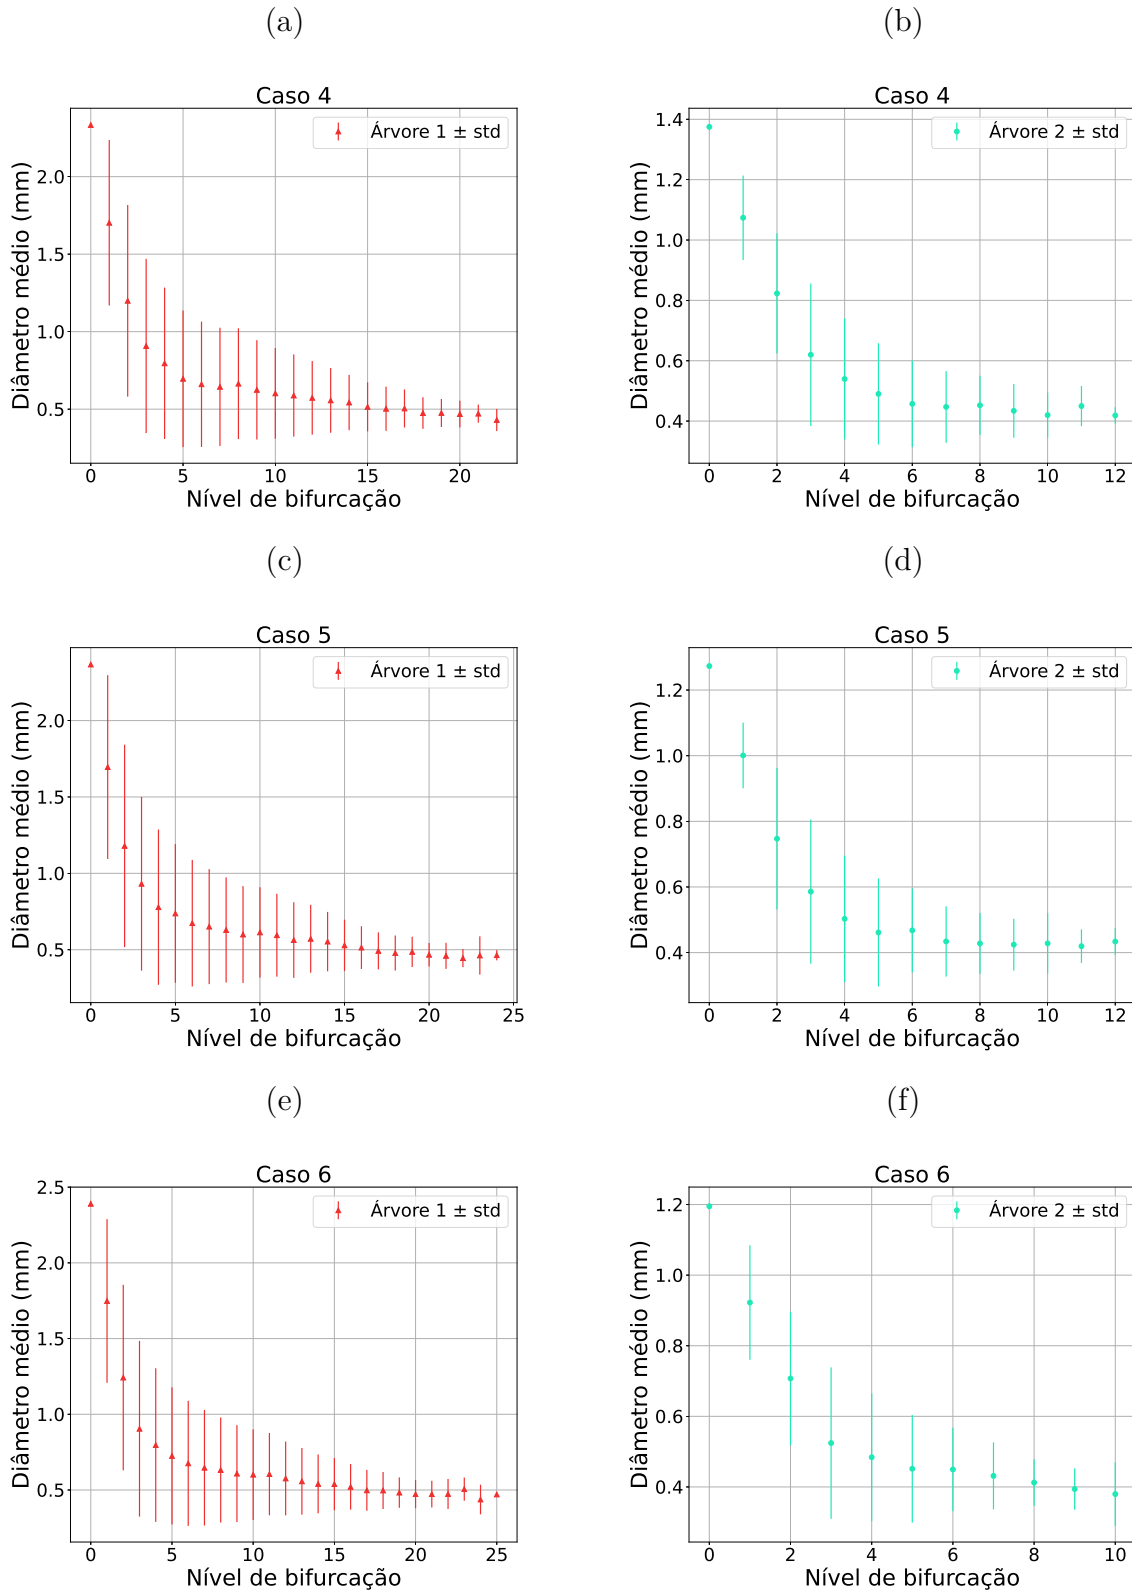 (a)
(b)
Caso 4
Árvore 1 ± std
Diâmetro médio (mm)
2.0
1.5
1.0
0.5
0 5 10 15 20
Nível de bifurcação
Caso 4
Árvore 2 ± std
Diâmetro médio (mm)
1.4
1.2
1.0
0.8
0.6
0.4
0 2 4 6 8 10 12
Nível de bifurcação
(c)
(d)
Caso 5
Árvore 1 ± std
Diâmetro médio (mm)
2.0
1.5
1.0
0.5
0 5 10 15 20 25
Nível de bifurcação
Caso 5
Árvore 2 ± std
Diâmetro médio (mm)
1.2
1.0
0.8
0.6
0.4
0 2 4 6 8 10 12
Nível de bifurcação
(e)
(f)
Caso 6
Árvore 1 ± std
Diâmetro médio (mm)
2.5
2.0
1.5
1.0
0.5
0 5 10 15 20 25
Nível de bifurcação
Caso 6
Árvore 2 ± std
Diâmetro médio (mm)
1.2
1.0
0.8
0.6
0.4
0 2 4 6 8 10
Nível de bifurcação